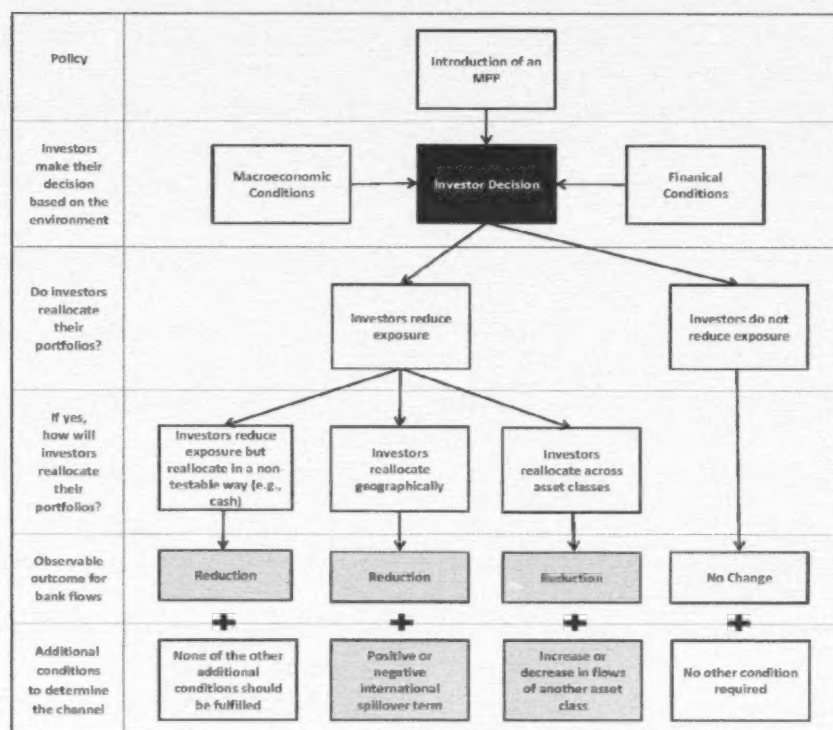 Policy
Introduction of an
MPP
Investors
make their
decision
based on the
environment
Macroeconomic
Conditions
Investor Decision
Finanical
Conditions
Do investors
reallocate
their
portfolios?
Investors reduce
exposure
Investors do not
reduce exposure
If yes,
how will
investors
reallocate
their
portfolios?
Investors reduce
exposure but
reallocate in a non-
testable way (e.g.,
cash)
Investors
reallocate
geographically
Investors
reallocate across
asset classes
Observable
outcome for
bank flows
Reduction
Reduction
Reduction
No Change
Additional
conditions
to determine
the channel
None of the other
additional
conditions should
be fulfilled
Positive or
negative
international
spillover term
Increase or
decrease in flows
of another asset
class
No other condition
required